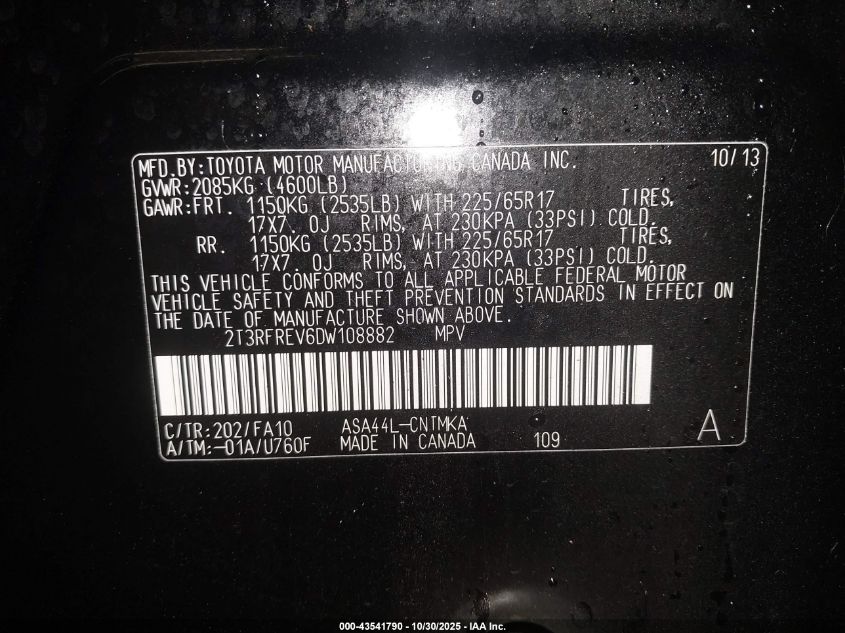 MFD.BY:TOYOTA MOTOR MANUFACTURING CANADA INC. 10/13
GVWR:2085KG (4600LB)
GAWR:FRT. 1150KG (2535LB) WITH 225/65R17 TIRES,
17X7. 0J RIMS, AT 230KPA (33PSI) COLD.
RR. 1150KG (2535LB) WITH 225/65R17 TIRES,
17X7. 0J RIMS, AT 230KPA (33PSI) COLD.
THIS VEHICLE CONFORMS TO ALL APPLICABLE FEDERAL MOTOR
VEHICLE SAFETY AND THEFT PREVENTION STANDARDS IN EFFECT ON
THE DATE OF MANUFACTURE SHOWN ABOVE.
2T3RFREV6DW108882 MPV
C/TR:202/FA10 ASA44L-CNTMKA
A/TM:-01A/U760F MADE IN CANADA 109 A
000-43541790 - 10/30/2025 - IAA Inc.